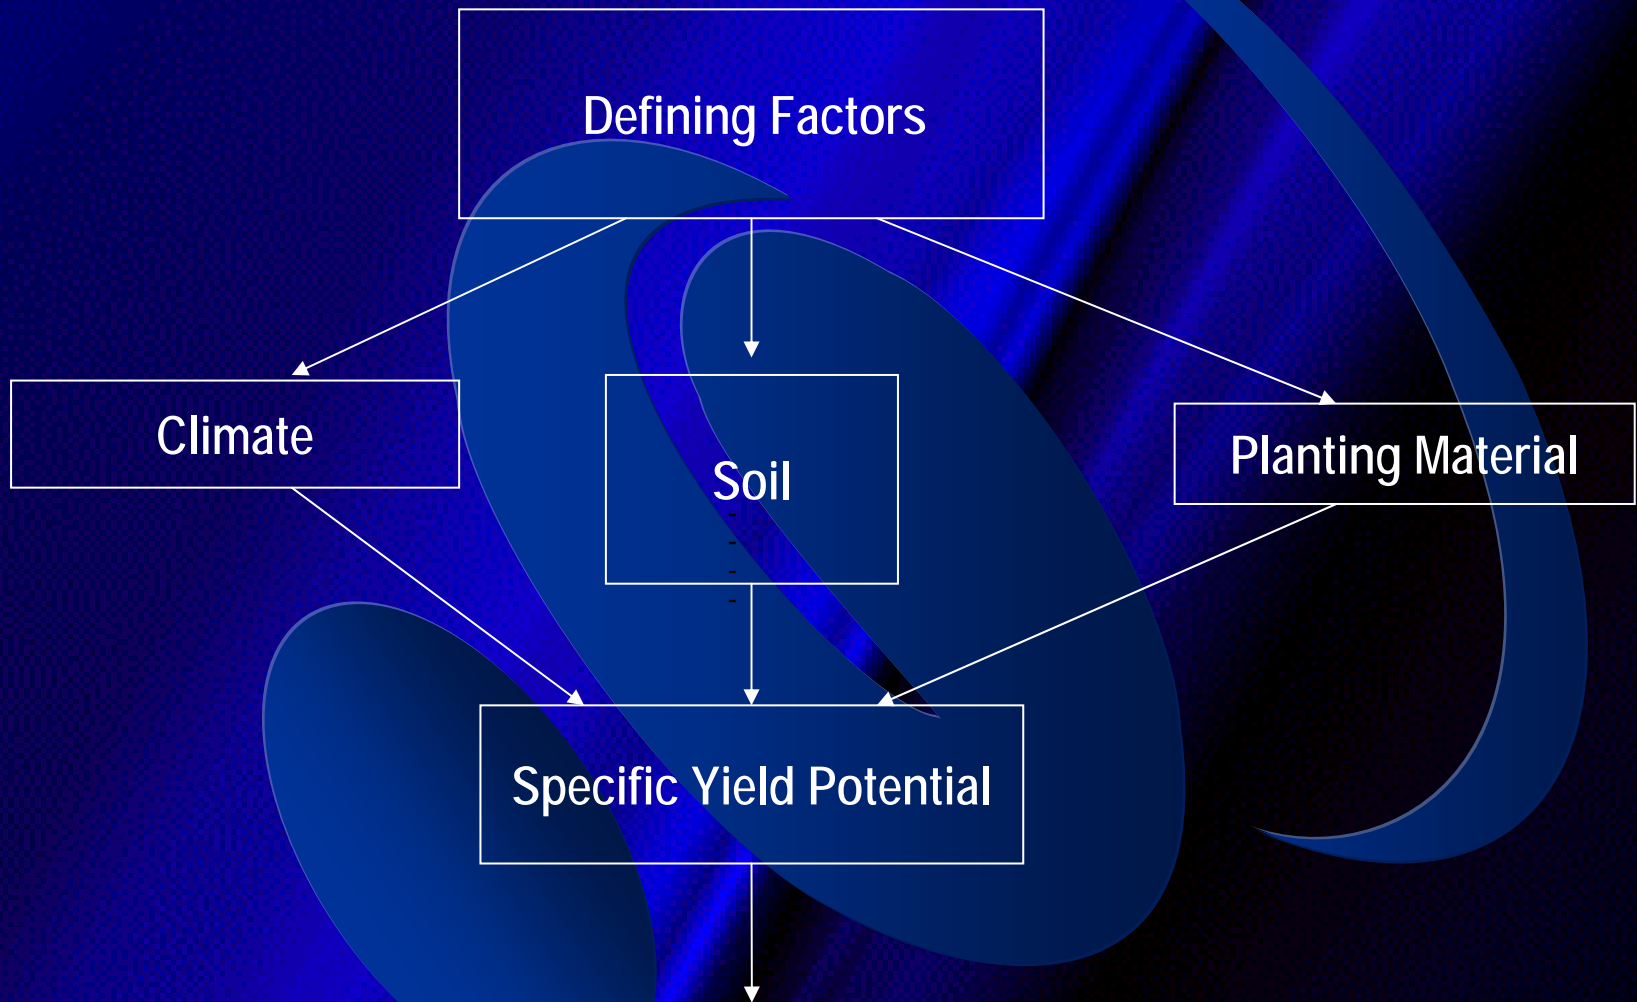 Defining Factors
Climate
Soil
-
-
-
-
Planting Material
Specific Yield Potential